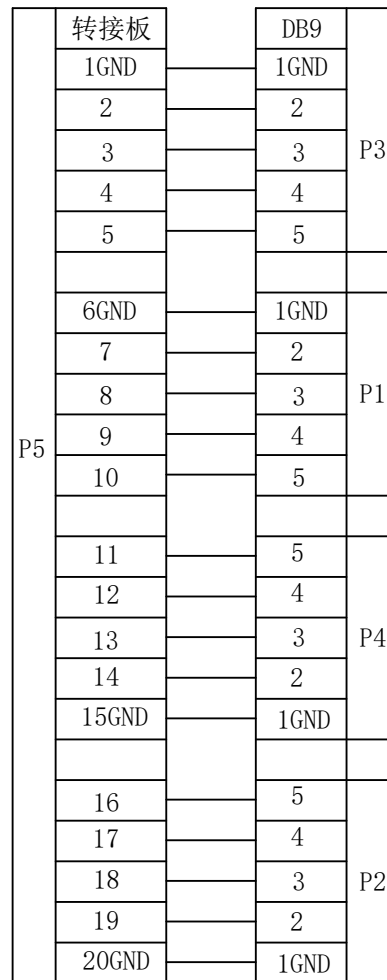 转接板 DB9
1GND 1GND
2 2
3 3 P3
4 4
5 5
6GND 1GND
7 2
8 3 P1
9 4
P5
10 5
11 5
12 4
13 3 P4
14 2
15GND 1GND
16 5
17 4
18 3 P2
19 2
20GND 1GND